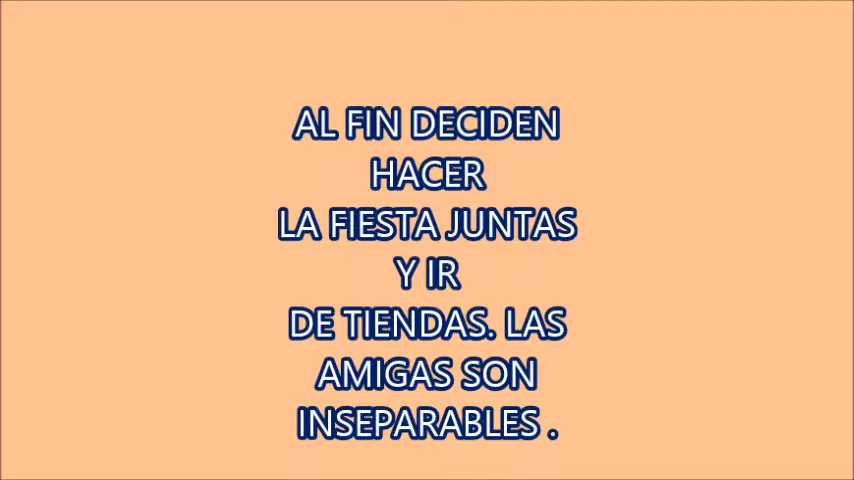 AL FIN DECIDEN
HACER
LA FIESTA JUNTAS
Y IR
DE TIENDAS. LAS
AMIGAS SON
INSEPARABLES .